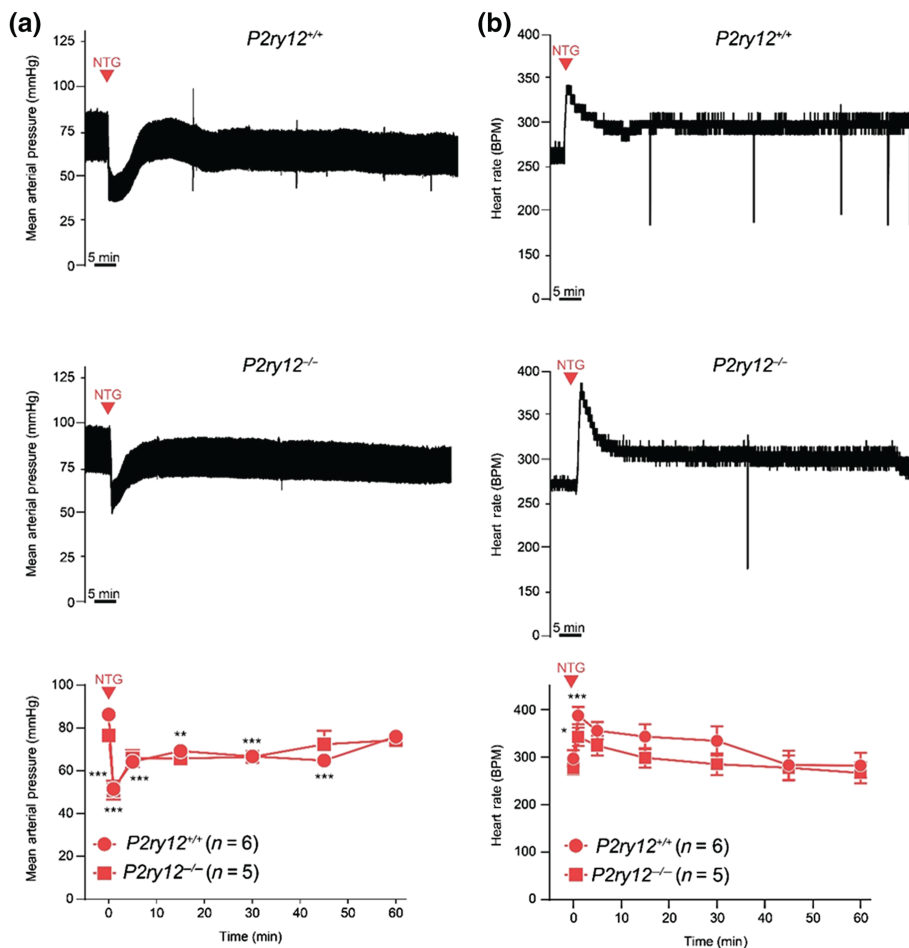 (a)
P2ry12+/+
Mean arterial pressure (mmHg)
125
100
75
50
25
0
NTG
5 min
(b)
P2ry12+/+
Heart rate (BPM)
400
350
300
250
200
150
0
NTG
5 min
P2ry12−/−
Mean arterial pressure (mmHg)
125
100
75
50
25
0
NTG
5 min
P2ry12−/−
Heart rate (BPM)
400
350
300
250
200
150
0
NTG
5 min
NTG
Mean arterial pressure (mmHg)
100
80
60
40
20
0
***
***
***
**
***
***
P2ry12+/+ (n = 6)
P2ry12−/− (n = 5)
0 10 20 30 40 50 60
Time (min)
NTG
Heart rate (BPM)
400
300
200
100
0
***
*
P2ry12+/+ (n = 6)
P2ry12−/− (n = 5)
0 10 20 30 40 50 60
Time (min)